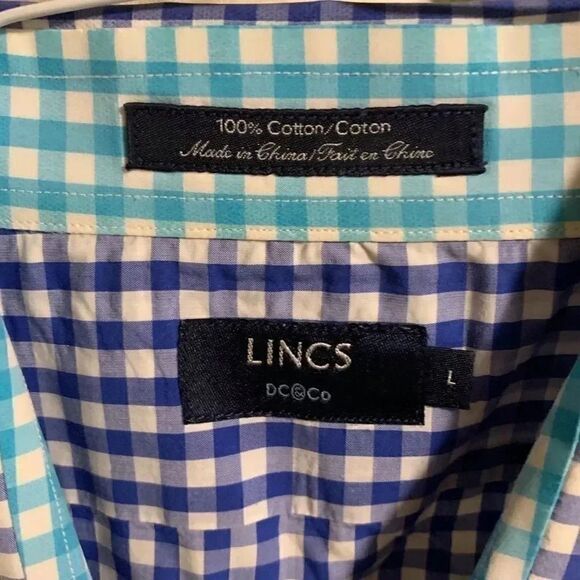 100% Cotton/Coton
Made in China/Fait en Chine
LINCS
DC&Co
L